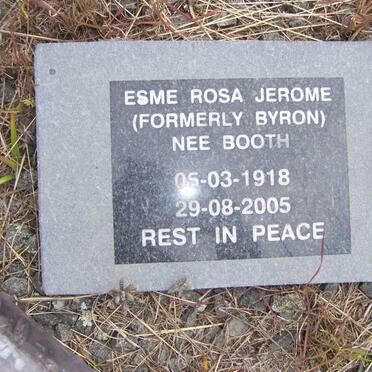 ESME ROSA JEROME
(FORMERLY BYRON)
NEE BOOTH
05-03-1918
29-08-2005
REST IN PEACE